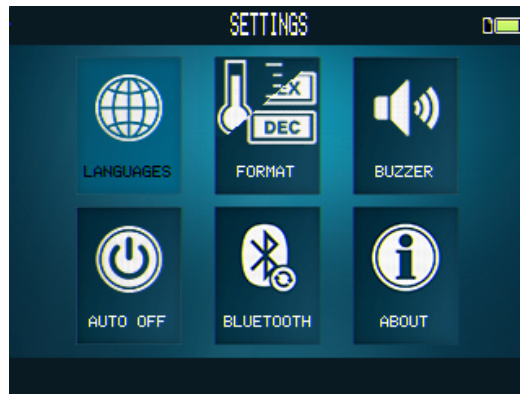 SETTINGS
DEC
LANGUAGES
FORMAT
BUZZER
AUTO OFF
BLUETOOTH
ABOUT